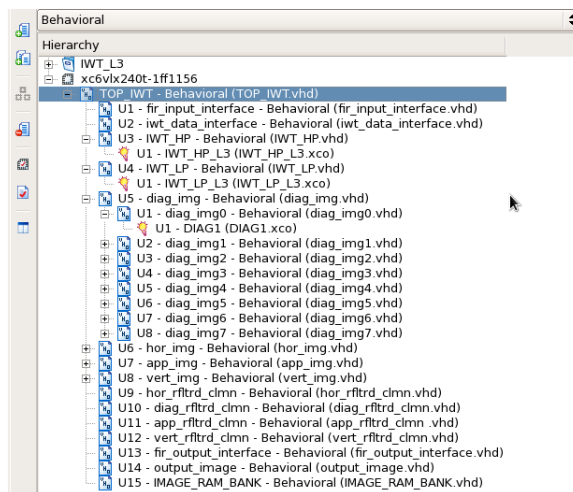 Behavioral
Hierarchy
IWT_L3
xc6vlx240t-1ff1156
TOP_IWT - Behavioral (TOP_IWT.vhd)
U1 - fir_input_interface - Behavioral (fir_input_interface.vhd)
U2 - iwt_data_interface - Behavioral (iwt_data_interface.vhd)
U3 - IWT_HP - Behavioral (IWT_HP.vhd)
U1 - IWT_HP_L3 (IWT_HP_L3.xco)
U4 - IWT_LP - Behavioral (IWT_LP.vhd)
U1 - IWT_LP_L3 (IWT_LP_L3.xco)
U5 - diag_img - Behavioral (diag_img.vhd)
U1 - diag_img0 - Behavioral (diag_img0.vhd)
U1 - DIAG1 (DIAG1.xco)
U2 - diag_img1 - Behavioral (diag_img1.vhd)
U3 - diag_img2 - Behavioral (diag_img2.vhd)
U4 - diag_img3 - Behavioral (diag_img3.vhd)
U5 - diag_img4 - Behavioral (diag_img4.vhd)
U6 - diag_img5 - Behavioral (diag_img5.vhd)
U7 - diag_img6 - Behavioral (diag_img6.vhd)
U8 - diag_img7 - Behavioral (diag_img7.vhd)
U6 - hor_img - Behavioral (hor_img.vhd)
U7 - app_img - Behavioral (app_img.vhd)
U8 - vert_img - Behavioral (vert_img.vhd)
U9 - hor_rfltrd_clmn - Behavioral (hor_rfltrd_clmn.vhd)
U10 - diag_rfltrd_clmn - Behavioral (diag_rfltrd_clmn.vhd)
U11 - app_rfltrd_clmn - Behavioral (app_rfltrd_clmn .vhd)
U12 - vert_rfltrd_clmn - Behavioral (vert_rfltrd_clmn.vhd)
U13 - fir_output_interface - Behavioral (fir_output_interface.vhd)
U14 - output_image - Behavioral (output_image.vhd)
U15 - IMAGE_RAM_BANK - Behavioral (IMAGE_RAM_BANK.vhd)